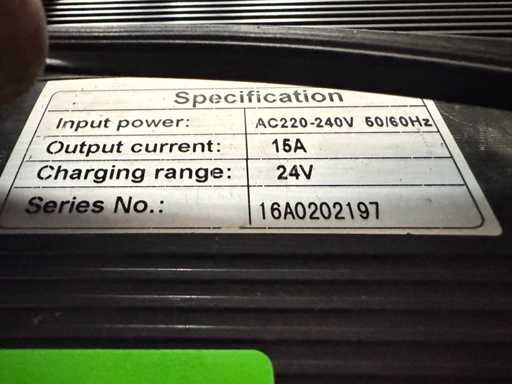 Specification
Input power: AC220-240V 50/60Hz
Output current: 15A
Charging range: 24V
Series No.: 16A0202197